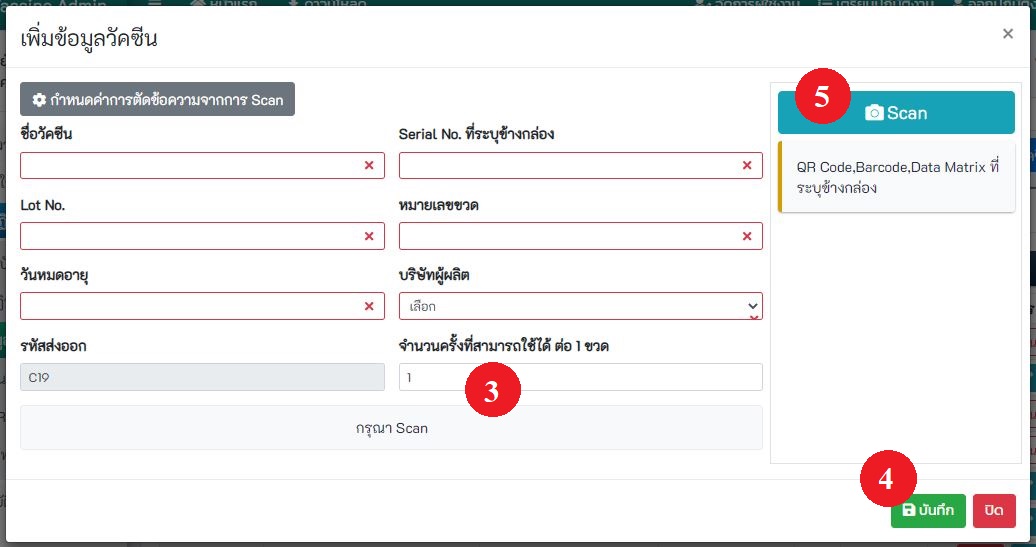 เพิ่มข้อมูลวัคซีน
×
กำหนดค่าการตัดข้อความจากการ Scan
ชื่อวัคซีน
Serial No. ที่ระบุข้างกล่อง
Lot No.
หมายเลขขวด
วันหมดอายุ
บริษัทผู้ผลิต
เลือก
รหัสส่งออก
จำนวนครั้งที่สามารถใช้ได้ ต่อ 1 ขวด
C19
1
3
กรุณา Scan
5
Scan
QR Code,Barcode,Data Matrix ที่
ระบุข้างกล่อง
4
บันทึก
ปิด